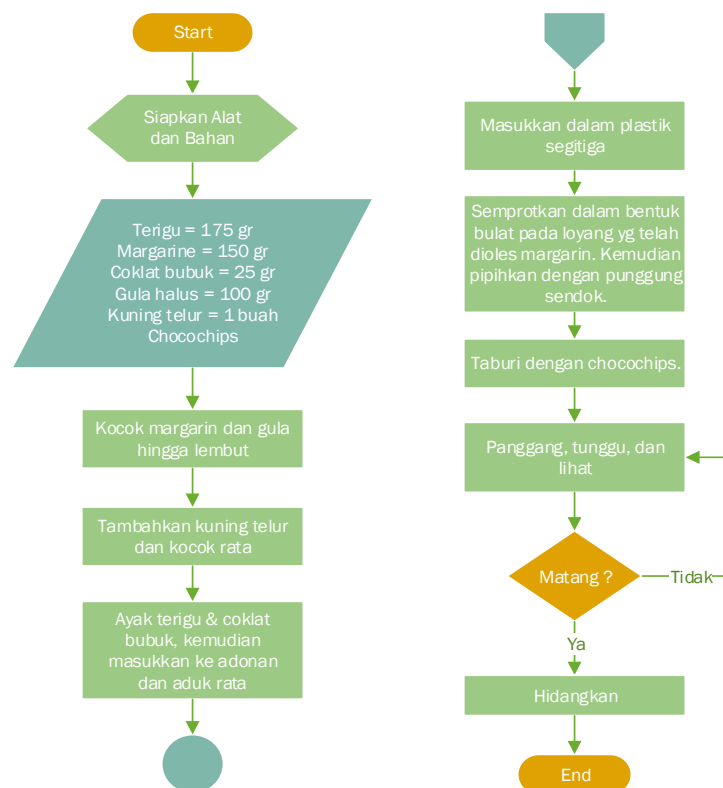 Start
Siapkan Alat
dan Bahan
Terigu = 175 gr
Margarine = 150 gr
Coklat bubuk = 25 gr
Gula halus = 100 gr
Kuning telur = 1 buah
Chocochips
Kocok margarin dan gula
hingga lembut
Tambahkan kuning telur
dan kocok rata
Ayak terigu & coklat
bubuk, kemudian
masukkan ke adonan
dan aduk rata
Masukkan dalam plastik
segitiga
Semprotkan dalam bentuk
bulat pada loyang yg telah
dioles margarin. Kemudian
pipihkan dengan punggung
sendok.
Taburi dengan chocochips.
Panggang, tunggu, dan
lihat
Matang ?
Tidak
Ya
Hidangkan
End